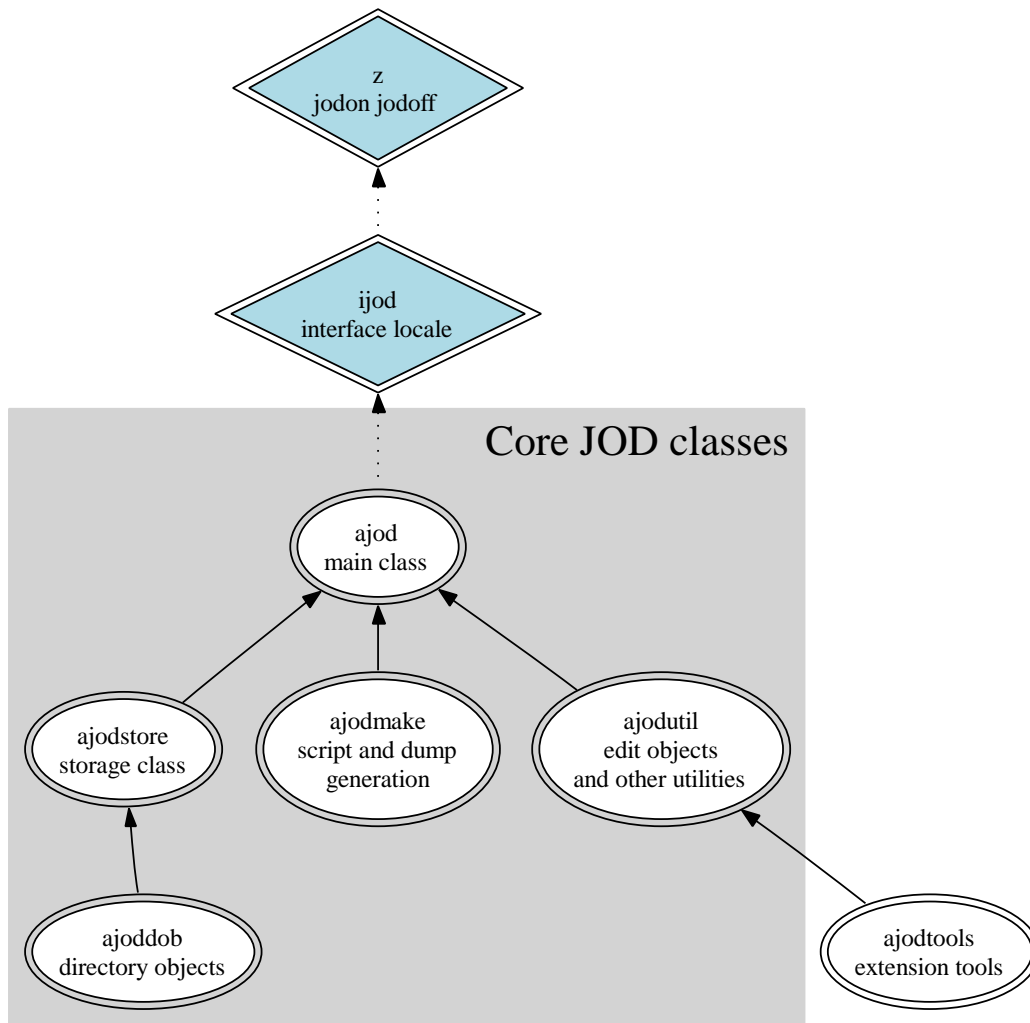 z
jodon jodoff
ijod
interface locale
Core JOD classes
ajod
main class
ajodstore
storage class
ajodmake
script and dump
generation
ajodutil
edit objects
and other utilities
ajoddob
directory objects
ajodtools
extension tools